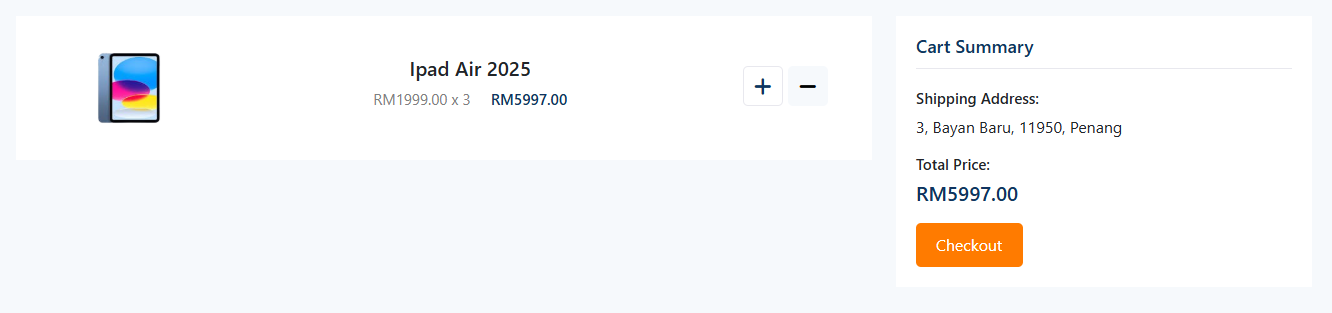 Ipad Air 2025
RM1999.00 x 3 RM5997.00
Cart Summary
Shipping Address:
3, Bayan Baru, 11950, Penang
Total Price:
RM5997.00
Checkout